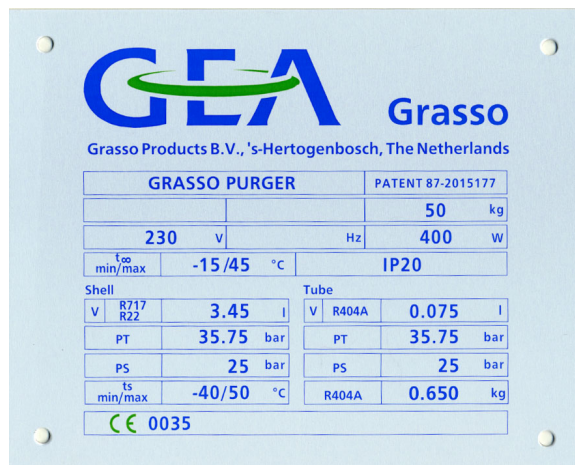 GEA Grasso
Grasso Products B.V., 's-Hertogenbosch, The Netherlands
GRASSO PURGER PATENT 87-2015177
50 kg
230 V Hz 400 W
t∞ min/max -15/45 °C IP20
Shell Tube
V R717 R22 3.45 l V R404A 0.075 l
PT 35.75 bar PT 35.75 bar
PS 25 bar PS 25 bar
ts min/max -40/50 °C R404A 0.650 kg
CE 0035